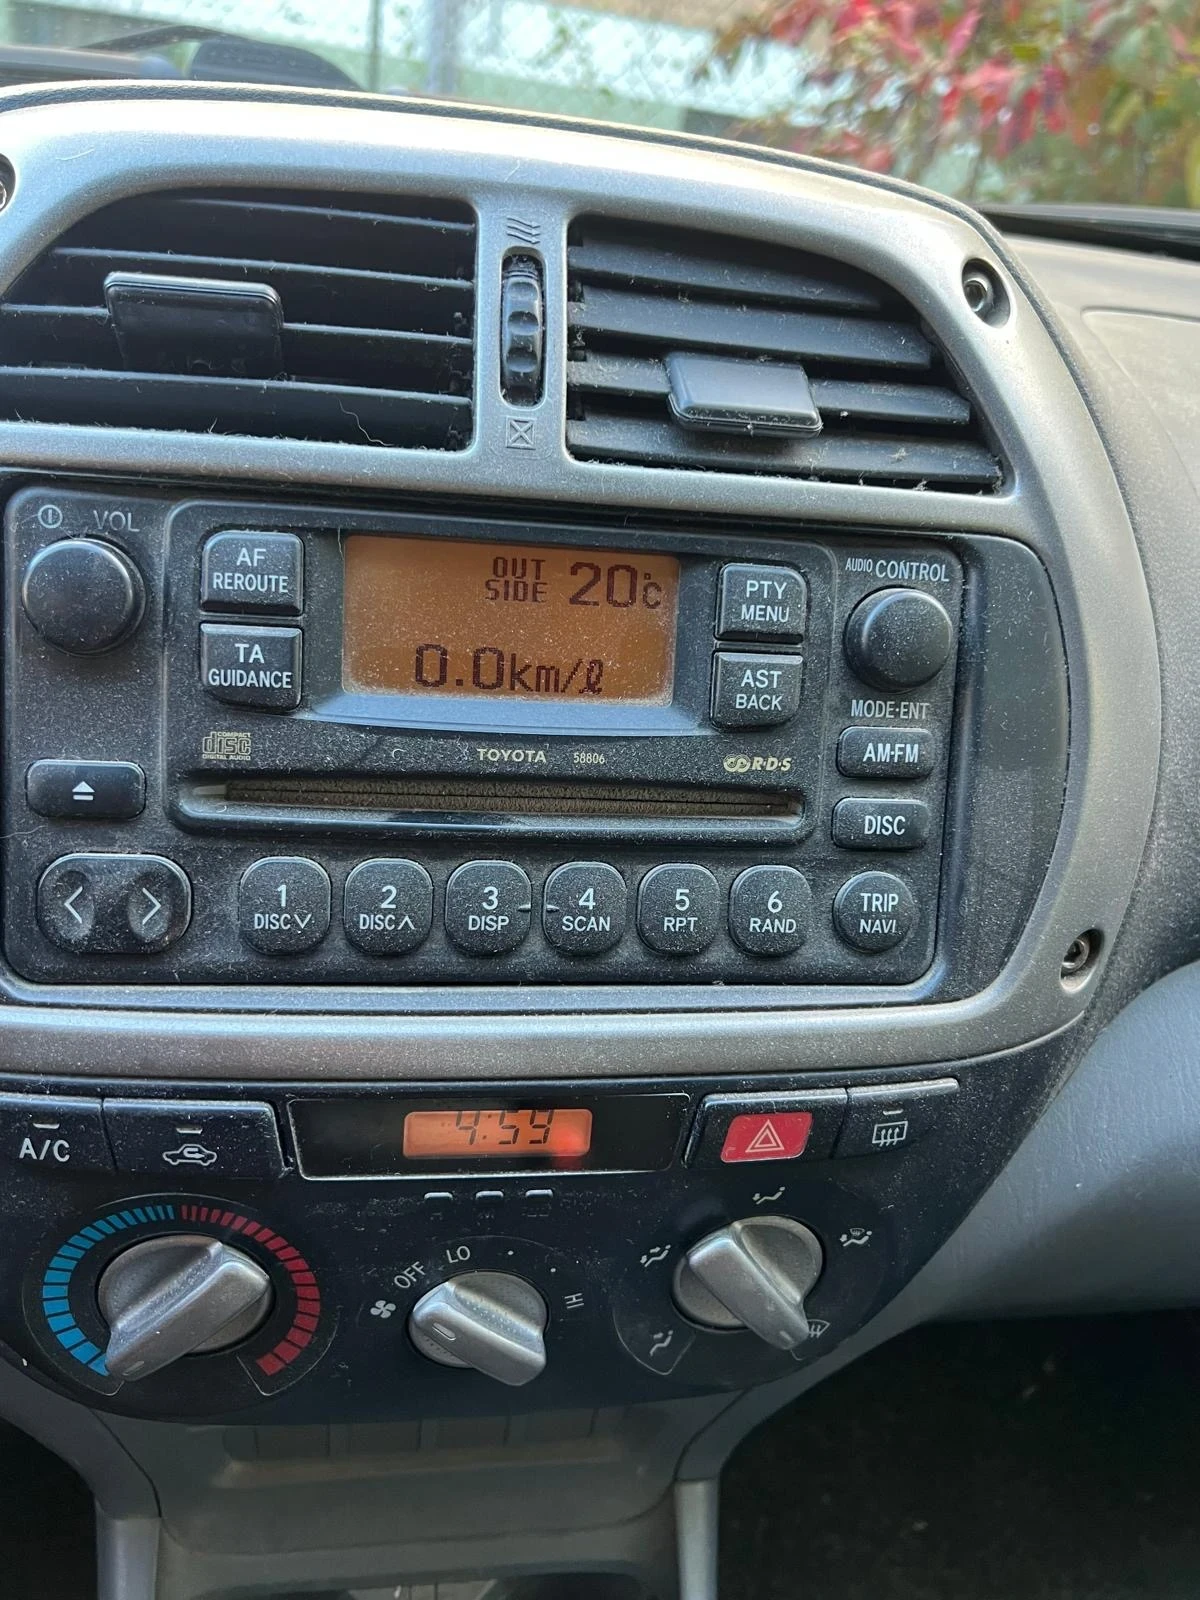 VOL
AF
REROUTE
TA
GUIDANCE
OUT
SIDE 20°c
0.0km/ℓ
PTY
MENU
AST
BACK
AUDIO CONTROL
MODE·ENT
COMPACT
disc
DIGITAL AUDIO
TOYOTA 58806
R·D·S
AM·FM
DISC
1
DISC ∨
2
DISC ∧
3
DISP
4
SCAN
5
RPT
6
RAND
TRIP
NAVI
A/C
4:59
OFF
LO
HI